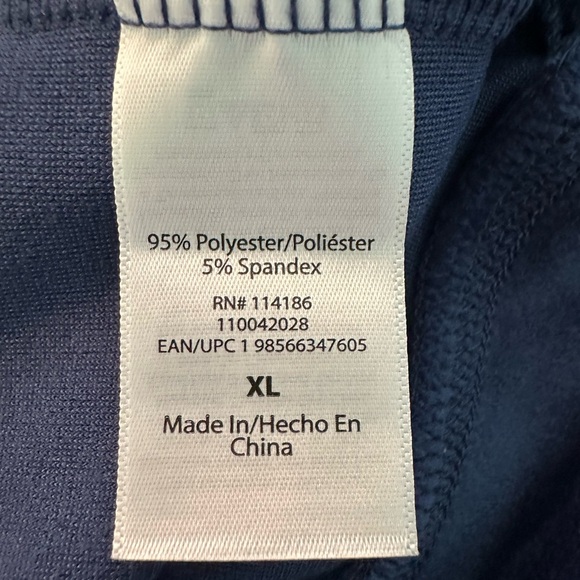 95% Polyester/Poliéster
5% Spandex
RN# 114186
110042028
EAN/UPC 1 98566347605
XL
Made In/Hecho En
China